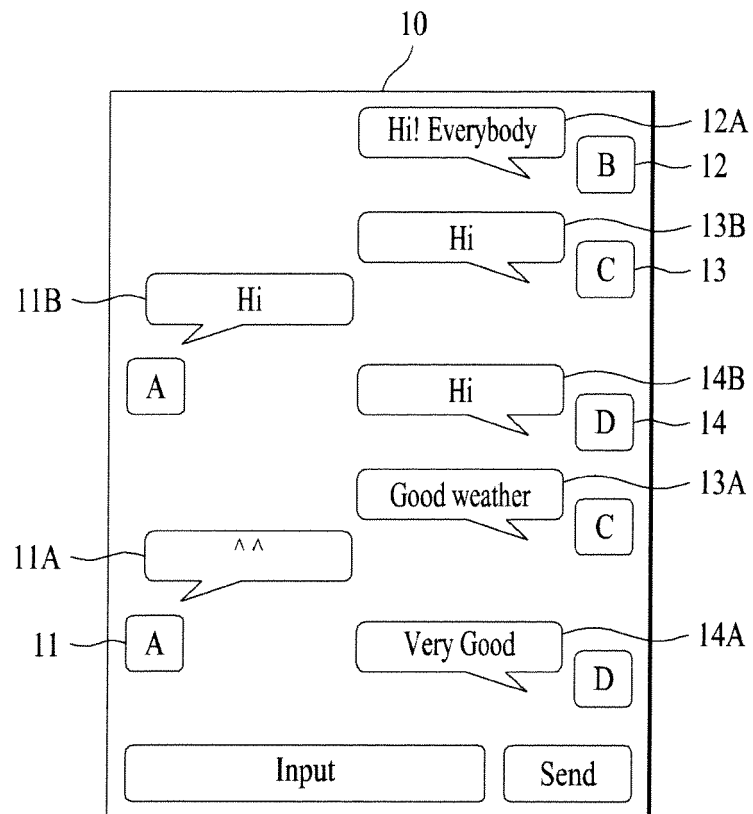 10
Hi! Everybody
12A
B
12
13B
Hi
C
13
11B
Hi
A
14B
Hi
D
14
13A
Good weather
C
11A
^ ^
11
A
Very Good
14A
D
Input
Send